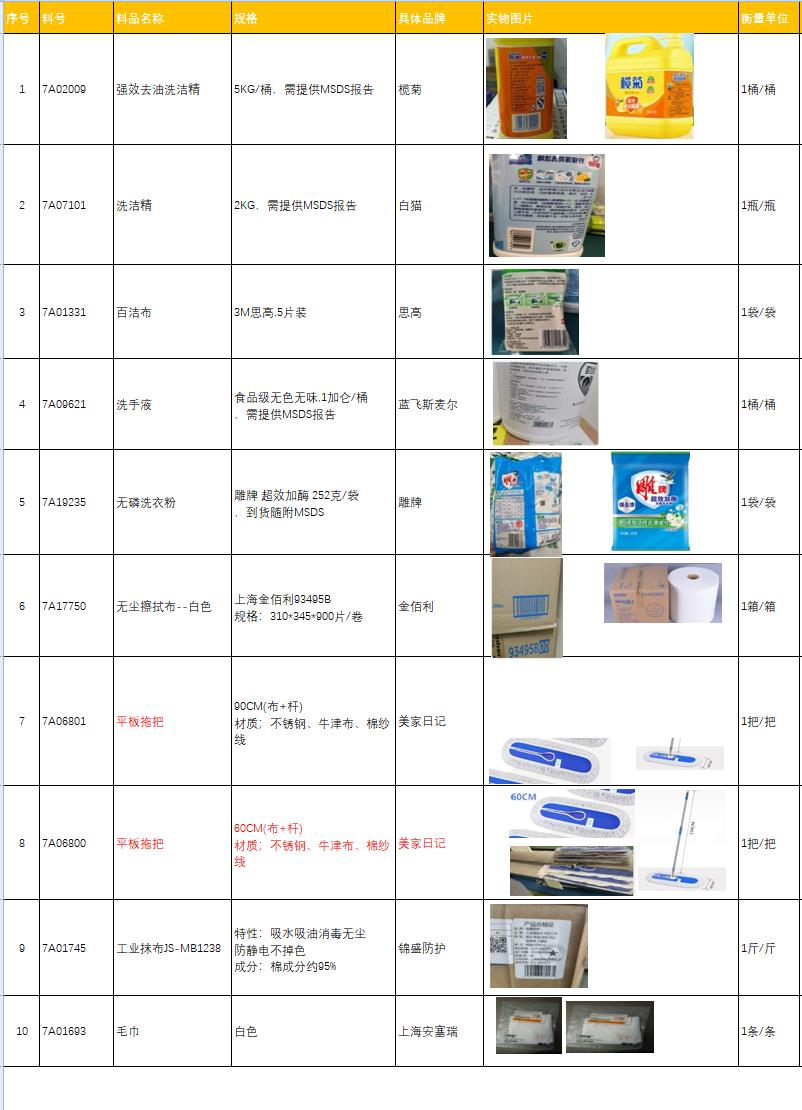 序号 料号 料品名称 规格 具体品牌 实物图片 衡量单位
1 7A02009 强效去油洗洁精 5KG/桶，需提供MSDS报告 榄菊 1桶/桶
榄菊
榄菊
2 7A07101 洗洁精 2KG，需提供MSDS报告 白猫 1瓶/瓶
3 7A01331 百洁布 3M思高,5片装 思高 1袋/袋
4 7A09621 洗手液 食品级无色无味,1加仑/桶
，需提供MSDS报告 蓝飞斯麦尔 1桶/桶
5 7A19235 无磷洗衣粉 雕牌 超效加酶 252克/袋
，到货随附MSDS 雕牌 1袋/袋
雕
雕牌
超效加酶
6 7A17750 无尘擦拭布--白色 上海金佰利93495B
规格：310*345*900片/卷 金佰利 1箱/箱
93495B00
7 7A06801 平板拖把 90CM(布+杆)
材质；不锈钢、牛津布、棉纱
线 美家日记 1把/把
8 7A06800 平板拖把 60CM(布+杆)
材质；不锈钢、牛津布、棉纱
线 美家日记 1把/把
60CM
9 7A01745 工业抹布JS-MB1238 特性：吸水吸油消毒无尘
防静电不掉色
成分：棉成分约95% 锦盛防护 1斤/斤
产品合格证
10 7A01693 毛巾 白色 上海安塞瑞 1条/条